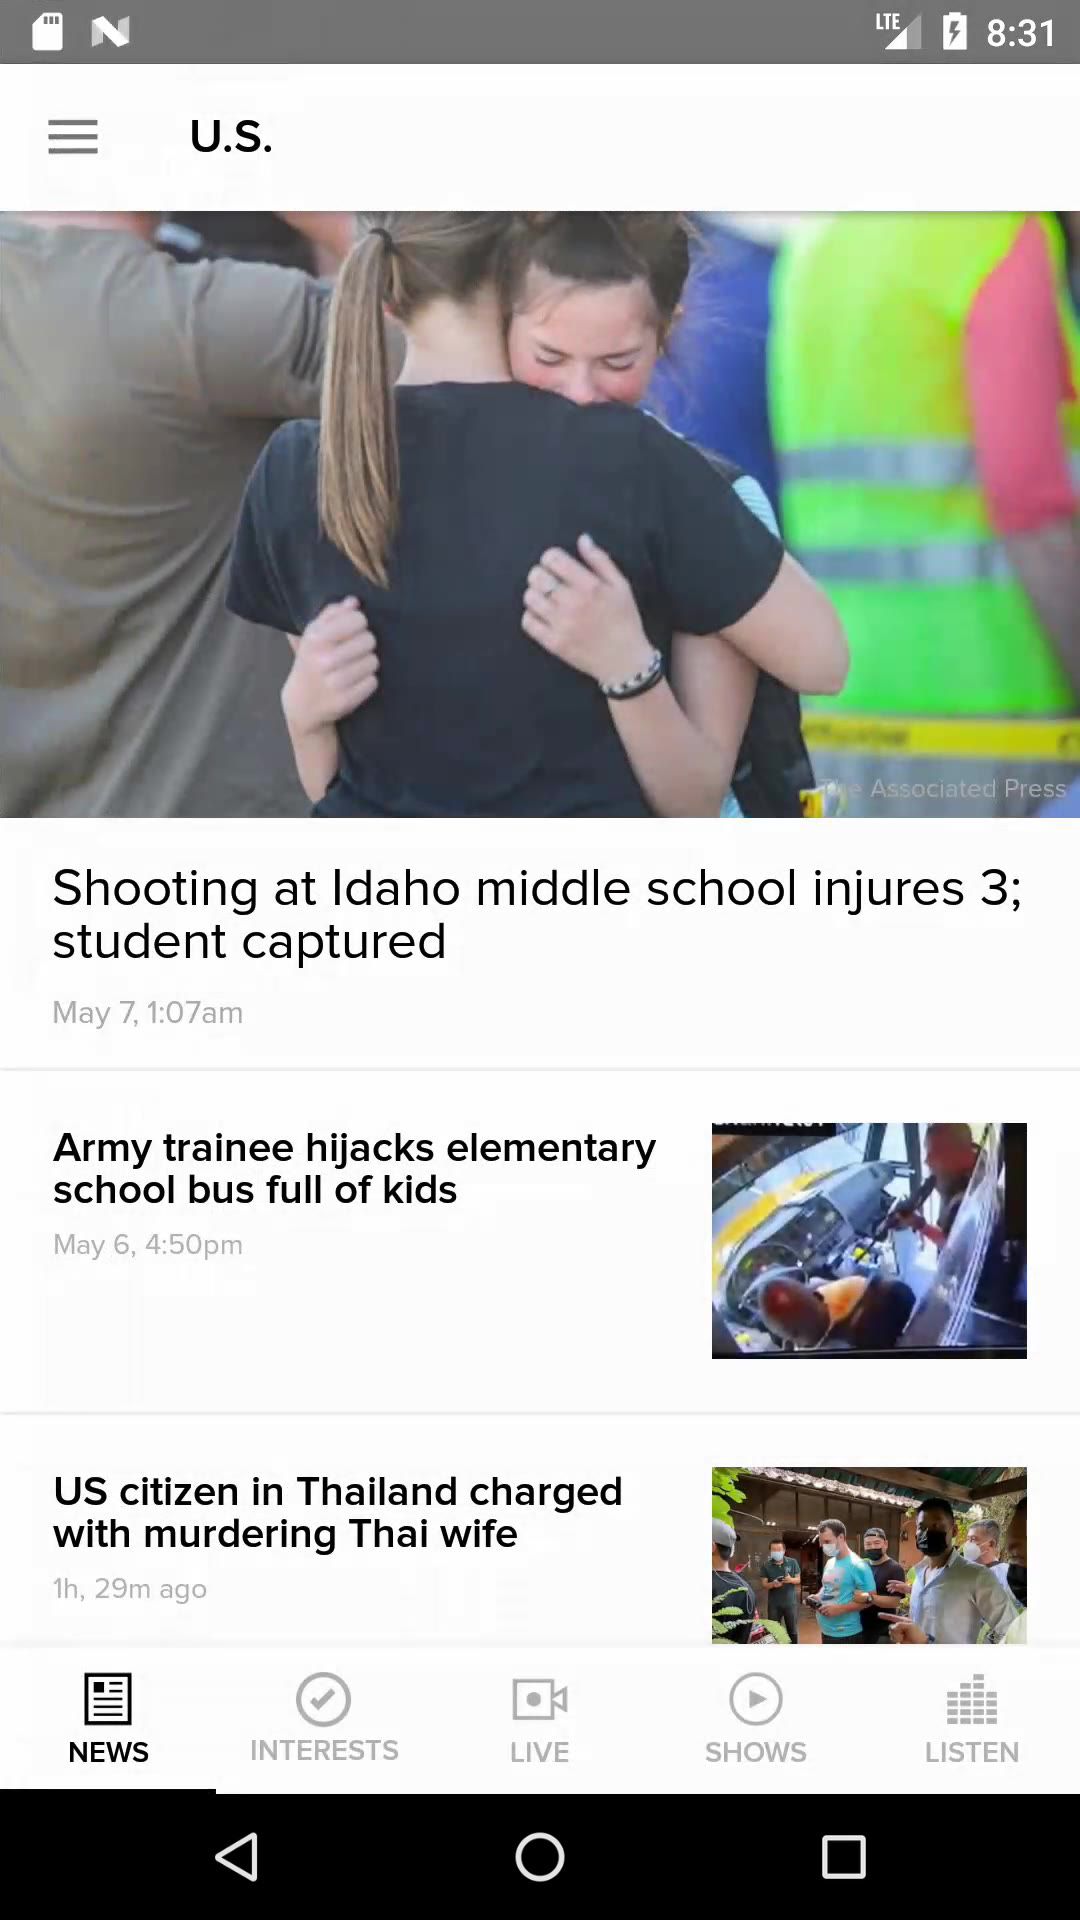 LTE 8:31
U.S.
The Associated Press
Shooting at Idaho middle school injures 3;
student captured
May 7, 1:07am
Army trainee hijacks elementary
school bus full of kids
May 6, 4:50pm
US citizen in Thailand charged
with murdering Thai wife
1h, 29m ago
NEWS INTERESTS LIVE SHOWS LISTEN